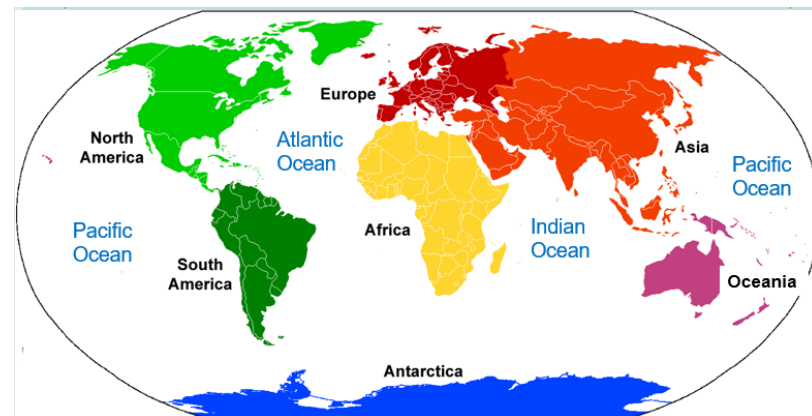 Europe
North
America
Atlantic
Ocean
Asia
Pacific
Ocean
Pacific
Ocean
Africa
Indian
Ocean
South
America
Oceania
Antarctica